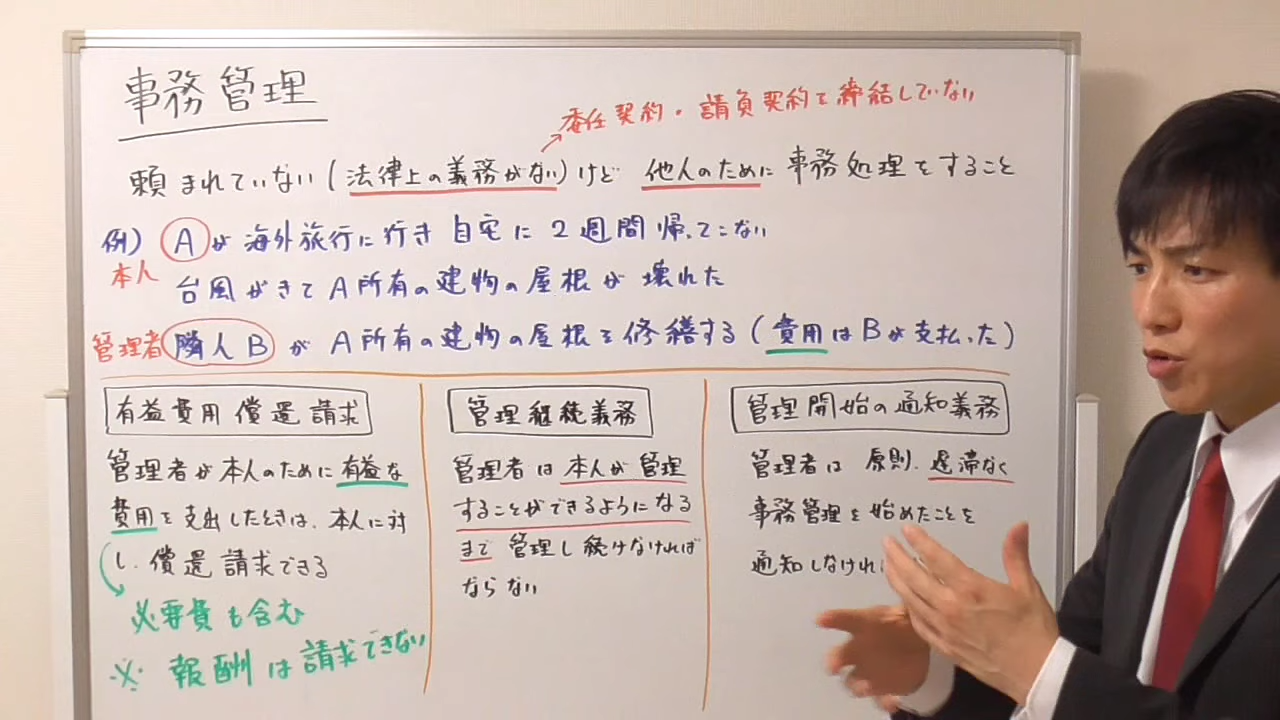 事務管理
委任契約・請負契約を締結していない
頼まれていない(法律上の義務がない)けど 他人のために 事務処理をすること
例) Aが海外旅行に行き 自宅に2週間帰ってこない
本人
台風がきてA所有の建物の屋根が壊れた
管理者 隣人BがA所有の建物の屋根を修繕する(費用はBが支払った)
有益費用償還請求
管理者が本人のために有益な
費用を支出したときは、本人に対
し、償還請求できる
必要費も含む
※ 報酬は請求できない
管理継続義務
管理者は本人が管理
することができるようになる
まで管理し続けなければ
ならない
管理開始の通知義務
管理者は原則、遅滞なく
事務管理を始めたことを
通知しなけれ